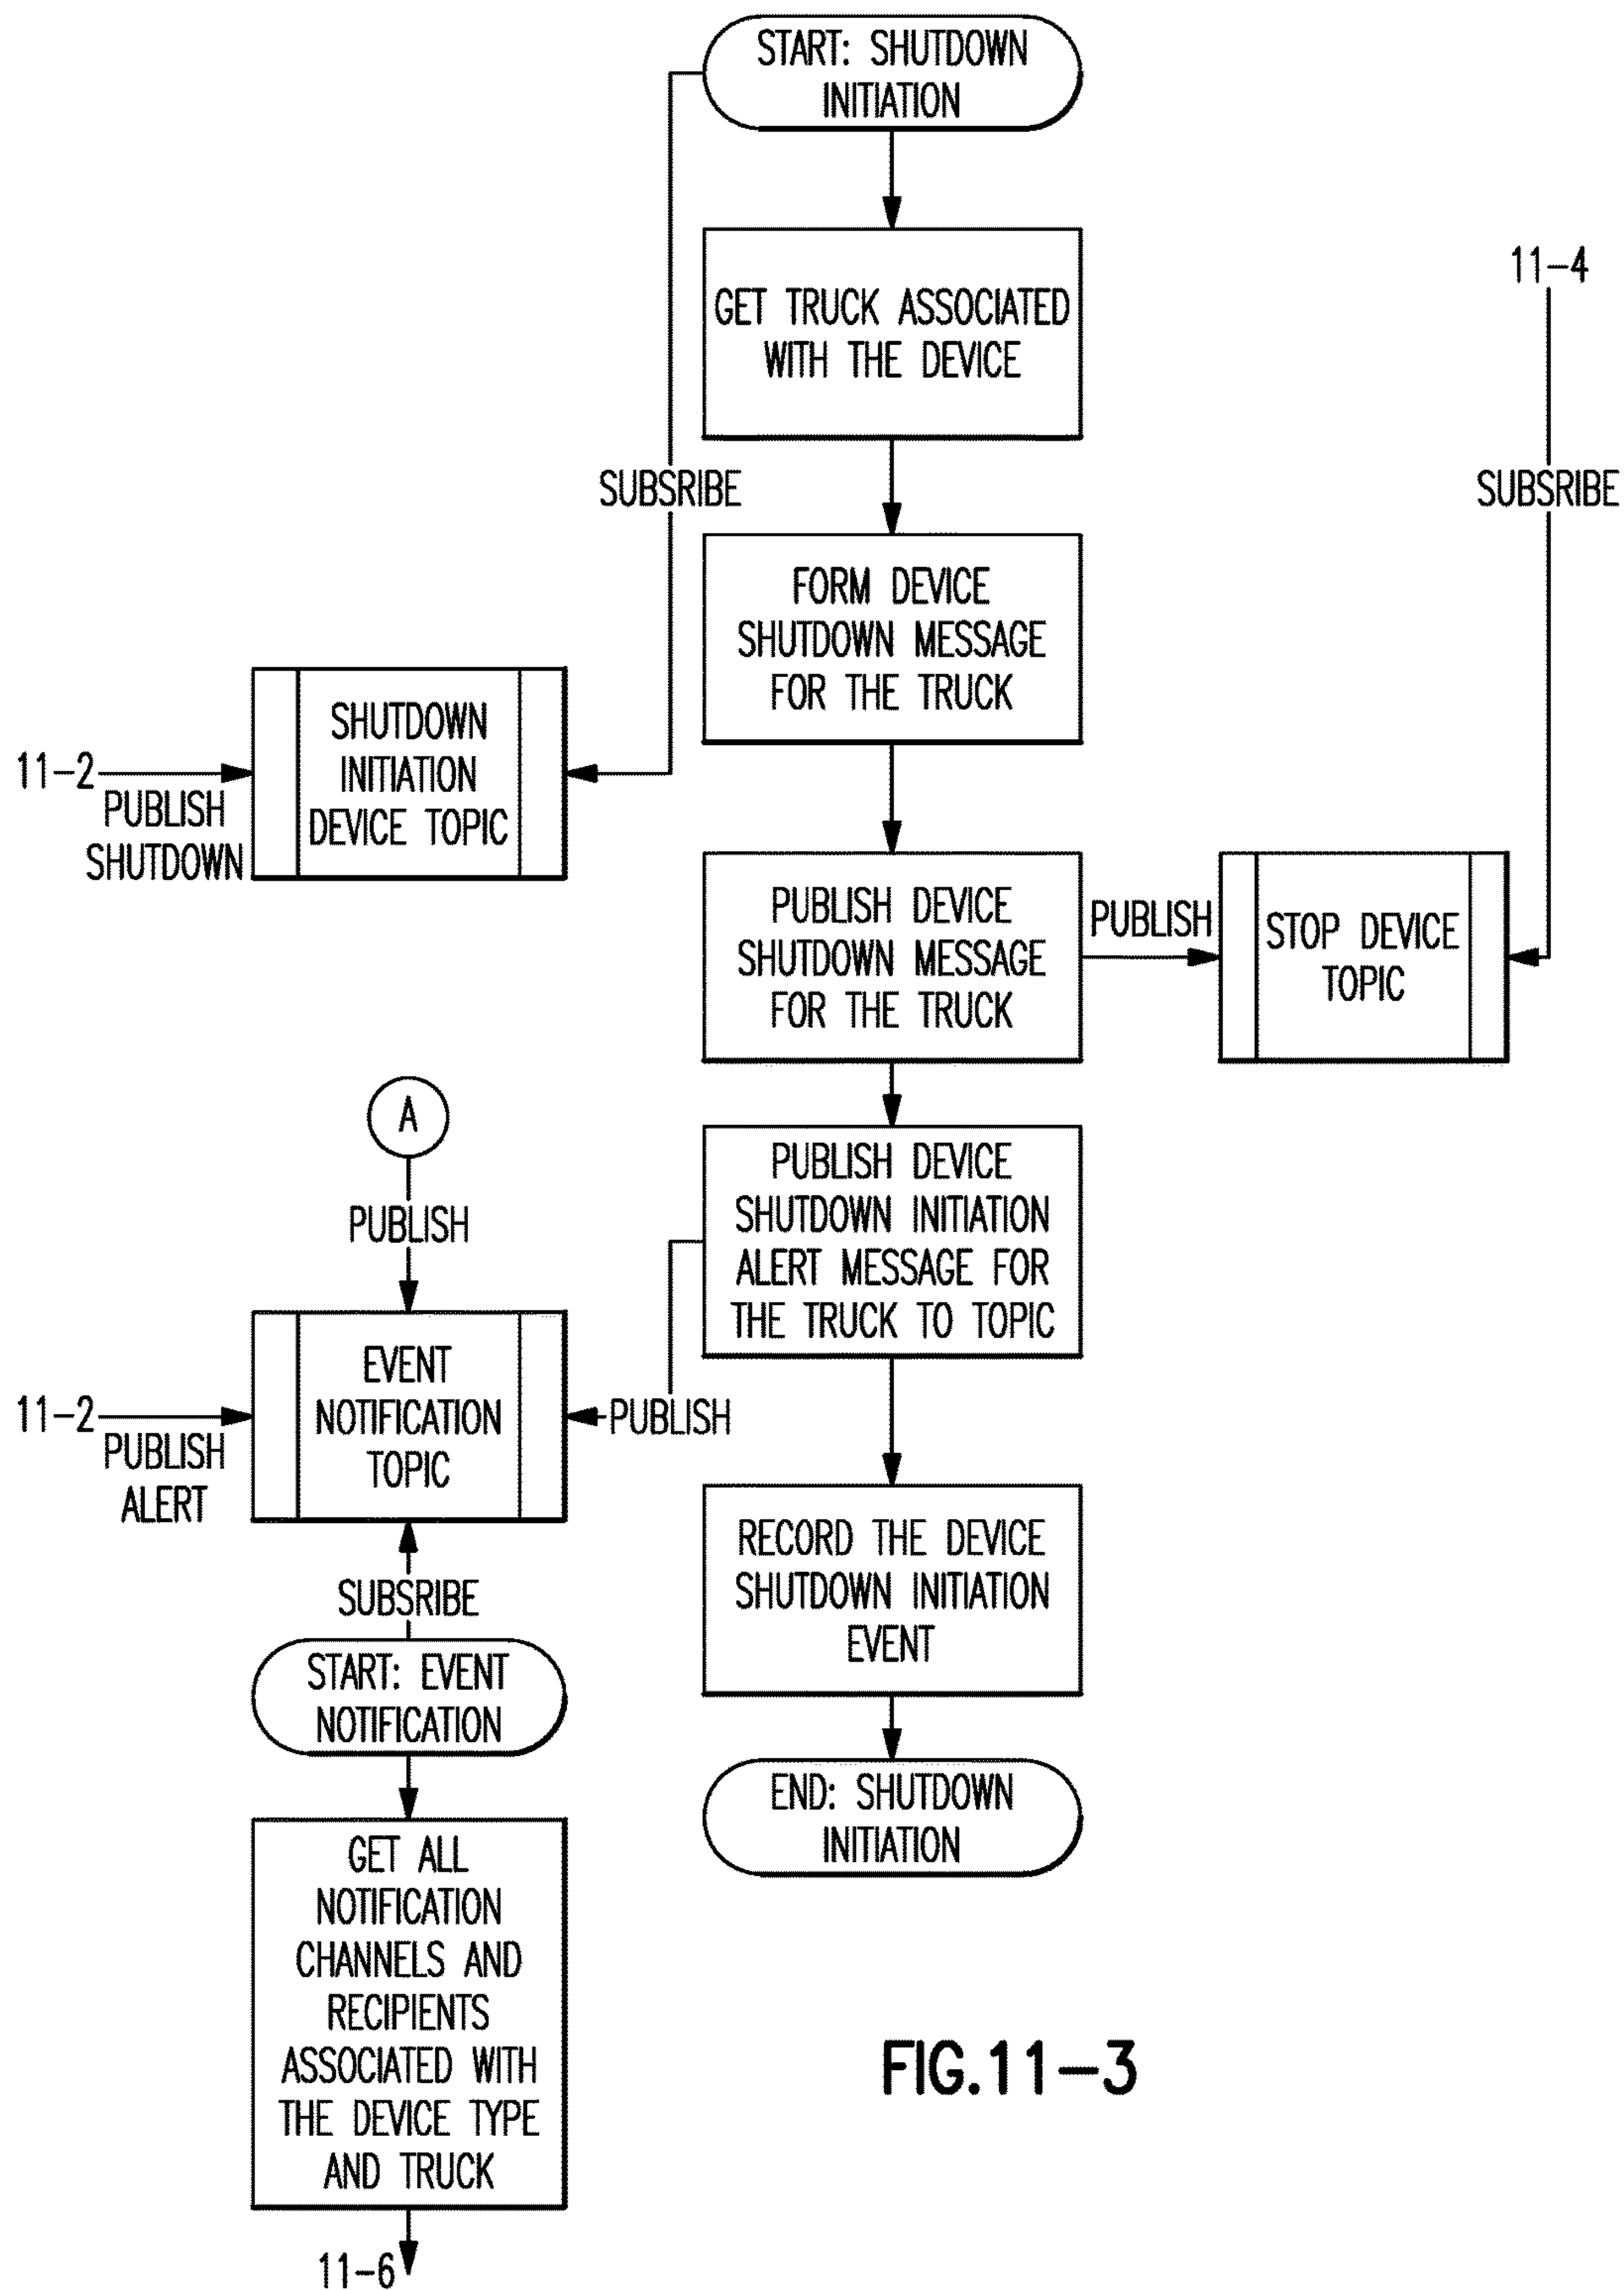 START: SHUTDOWN
INITIATION
GET TRUCK ASSOCIATED
WITH THE DEVICE
11-4
SUBSRIBE
SUBSRIBE
FORM DEVICE
SHUTDOWN MESSAGE
FOR THE TRUCK
SHUTDOWN
INITIATION
DEVICE TOPIC
11-2
PUBLISH
SHUTDOWN
PUBLISH DEVICE
SHUTDOWN MESSAGE
FOR THE TRUCK
PUBLISH
STOP DEVICE
TOPIC
A
PUBLISH
PUBLISH DEVICE
SHUTDOWN INITIATION
ALERT MESSAGE FOR
THE TRUCK TO TOPIC
EVENT
NOTIFICATION
TOPIC
11-2
PUBLISH
ALERT
PUBLISH
RECORD THE DEVICE
SHUTDOWN INITIATION
EVENT
SUBSRIBE
START: EVENT
NOTIFICATION
END: SHUTDOWN
INITIATION
GET ALL
NOTIFICATION
CHANNELS AND
RECIPIENTS
ASSOCIATED WITH
THE DEVICE TYPE
AND TRUCK
11-6
FIG.11-3